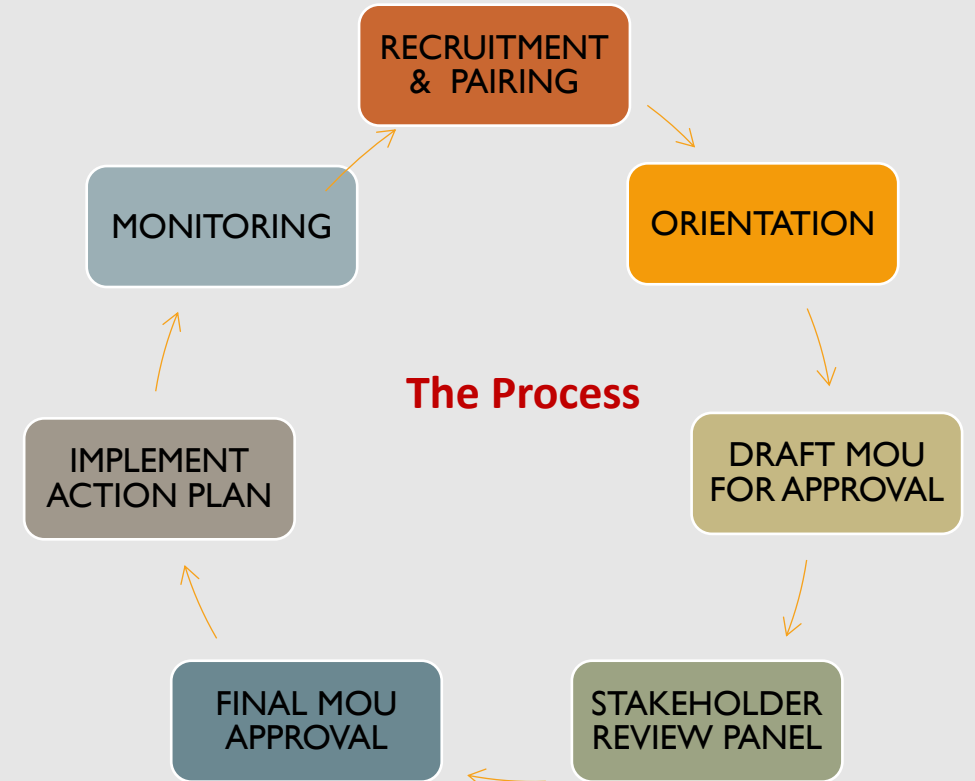 RECRUITMENT
& PAIRING
ORIENTATION
DRAFT MOU
FOR APPROVAL
STAKEHOLDER
REVIEW PANEL
FINAL MOU
APPROVAL
IMPLEMENT
ACTION PLAN
MONITORING
The Process